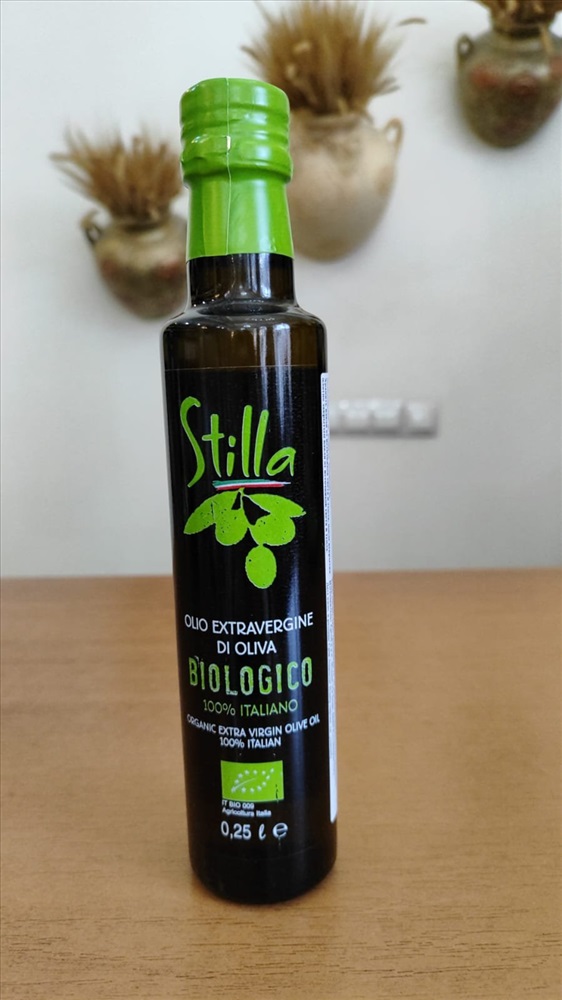 Stilla
OLIO EXTRAVERGINE
DI OLIVA
BIOLOGICO
100% ITALIANO
ORGANIC EXTRA VIRGIN OLIVE OIL
100% ITALIAN
IT BIO 009
Agricoltura Italia
0,25 ℓ ℮